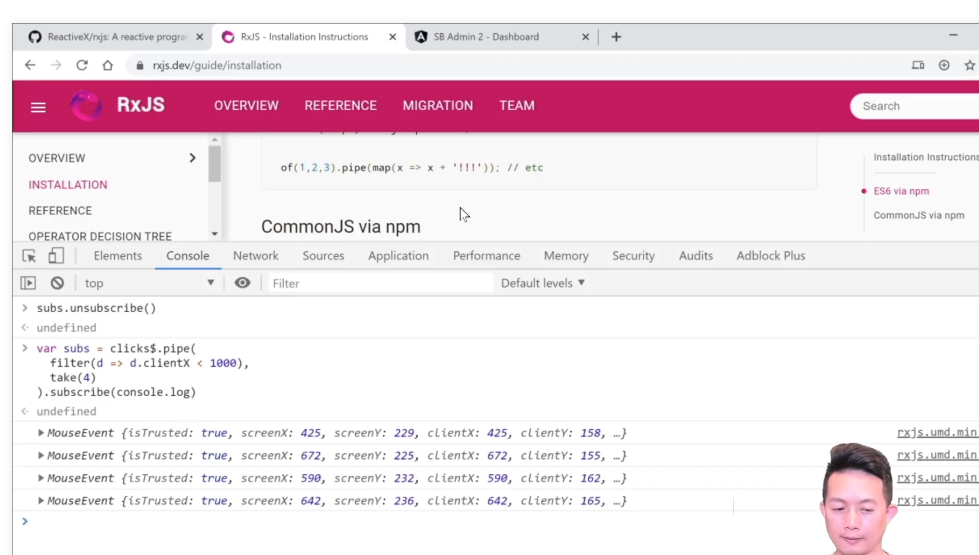 ReactiveX/rxjs: A reactive progra
RxJS - Installation Instructions
SB Admin 2 - Dashboard
rxjs.dev/guide/installation
RxJS
OVERVIEW
REFERENCE
MIGRATION
TEAM
Search
OVERVIEW
INSTALLATION
REFERENCE
OPERATOR DECISION TREE
of(1,2,3).pipe(map(x => x + '!!!')); // etc
CommonJS via npm
Installation Instructions
ES6 via npm
CommonJS via npm
Elements Console Network Sources Application Performance Memory Security Audits Adblock Plus
top Filter Default levels ▼
> subs.unsubscribe()
undefined
> var subs = clicks$.pipe(
filter(d => d.clientX < 1000),
take(4)
).subscribe(console.log)
undefined
MouseEvent {isTrusted: true, screenX: 425, screenY: 229, clientX: 425, clientY: 158, …} rxjs.umd.min
MouseEvent {isTrusted: true, screenX: 672, screenY: 225, clientX: 672, clientY: 155, …} rxjs.umd.min
MouseEvent {isTrusted: true, screenX: 590, screenY: 232, clientX: 590, clientY: 162, …} rxjs.umd.min
MouseEvent {isTrusted: true, screenX: 642, screenY: 236, clientX: 642, clientY: 165, …} rxjs.umd.min
>